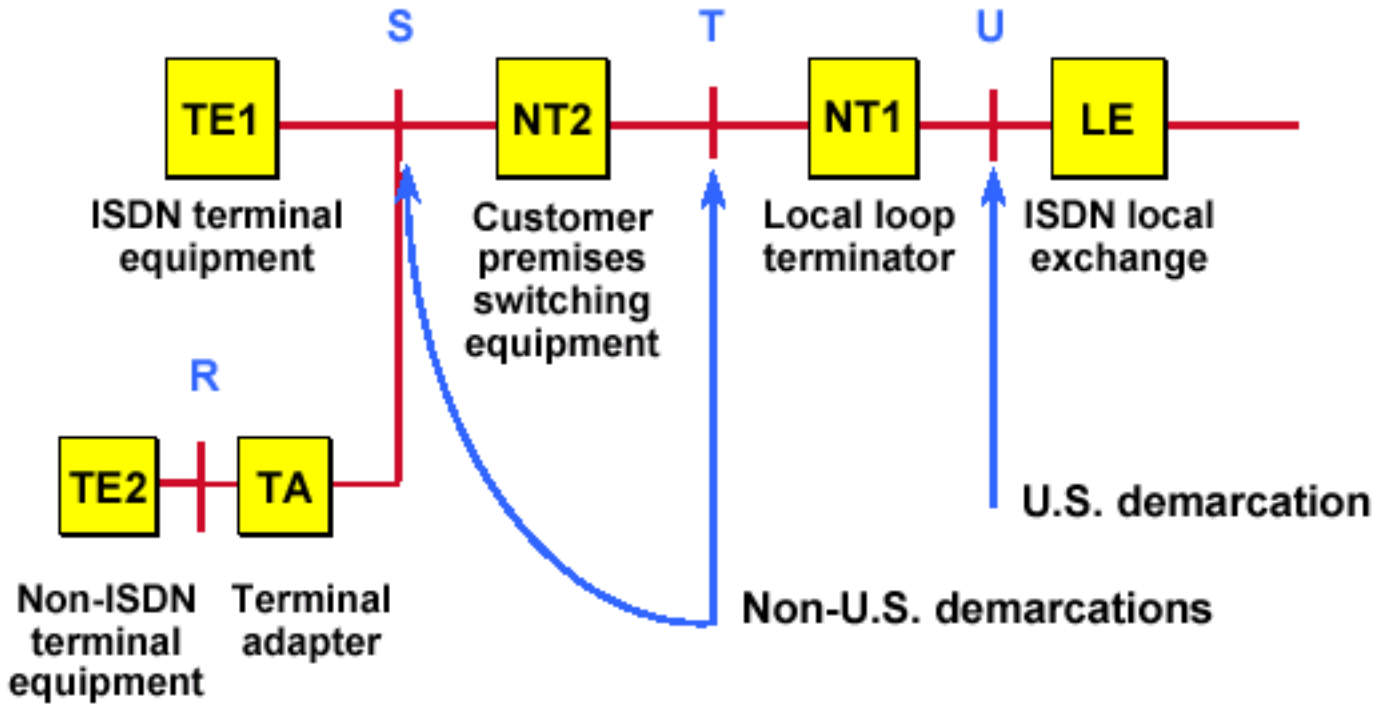 S
T
U
TE1
NT2
NT1
LE
ISDN terminal
equipment
Customer
premises
switching
equipment
Local loop
terminator
ISDN local
exchange
R
TE2
TA
U.S. demarcation
Non-ISDN
terminal
equipment
Terminal
adapter
Non-U.S. demarcations